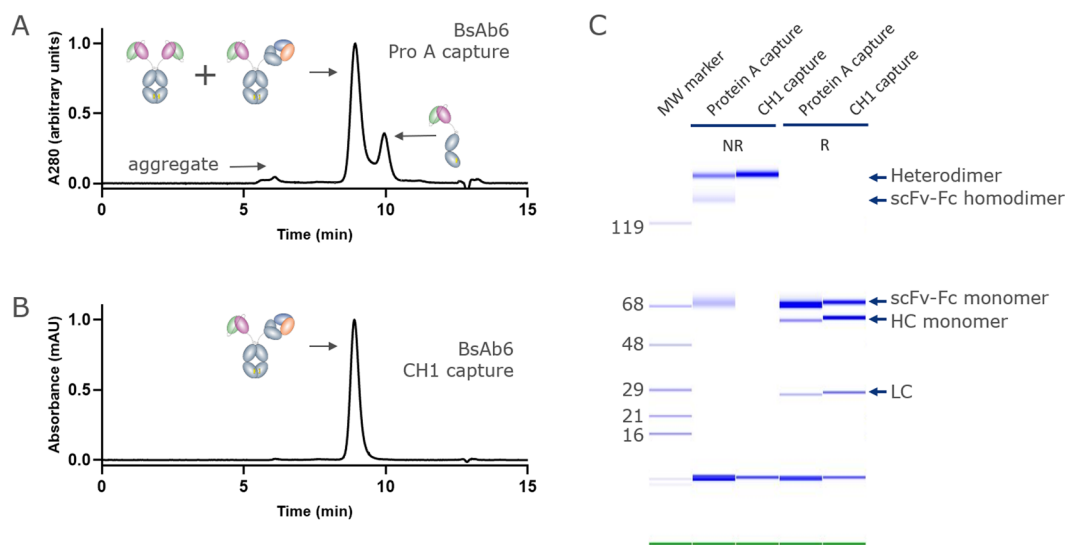 A
BsAb6
Pro A capture
+
aggregate
A280 (arbitrary units)
1.0
0.5
0.0
0
5
10
15
Time (min)
B
BsAb6
CH1 capture
Absorbance (mAU)
1.0
0.5
0.0
0
5
10
15
Time (min)
C
MW marker
Protein A capture
CH1 capture
Protein A capture
CH1 capture
NR
R
Heterodimer
scFv-Fc homodimer
119
68
scFv-Fc monomer
HC monomer
48
29
LC
21
16